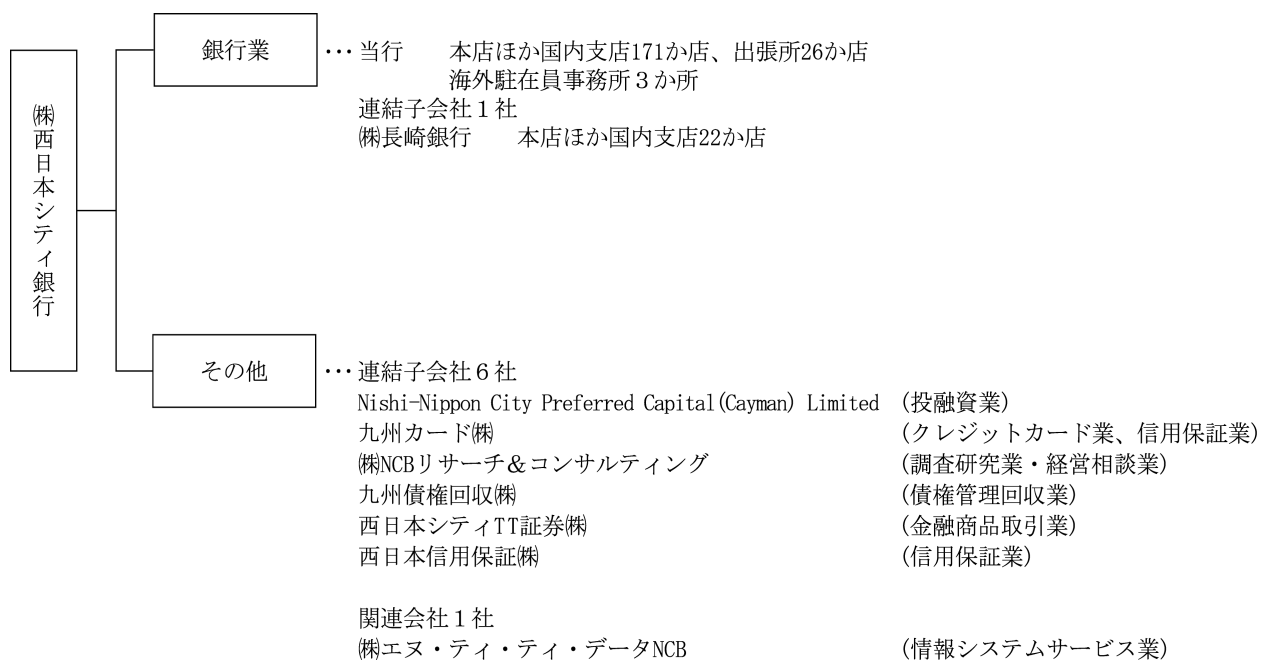 ㈱西日本シティ銀行
銀行業
… 当行　本店ほか国内支店171か店、出張所26か店
海外駐在員事務所３か所
連結子会社１社
㈱長崎銀行　本店ほか国内支店22か店
その他
… 連結子会社６社
Nishi-Nippon City Preferred Capital(Cayman) Limited （投融資業）
九州カード㈱ （クレジットカード業、信用保証業）
㈱NCBリサーチ＆コンサルティング （調査研究業・経営相談業）
九州債権回収㈱ （債権管理回収業）
西日本シティTT証券㈱ （金融商品取引業）
西日本信用保証㈱ （信用保証業）
関連会社１社
㈱エヌ・ティ・ティ・データNCB （情報システムサービス業）